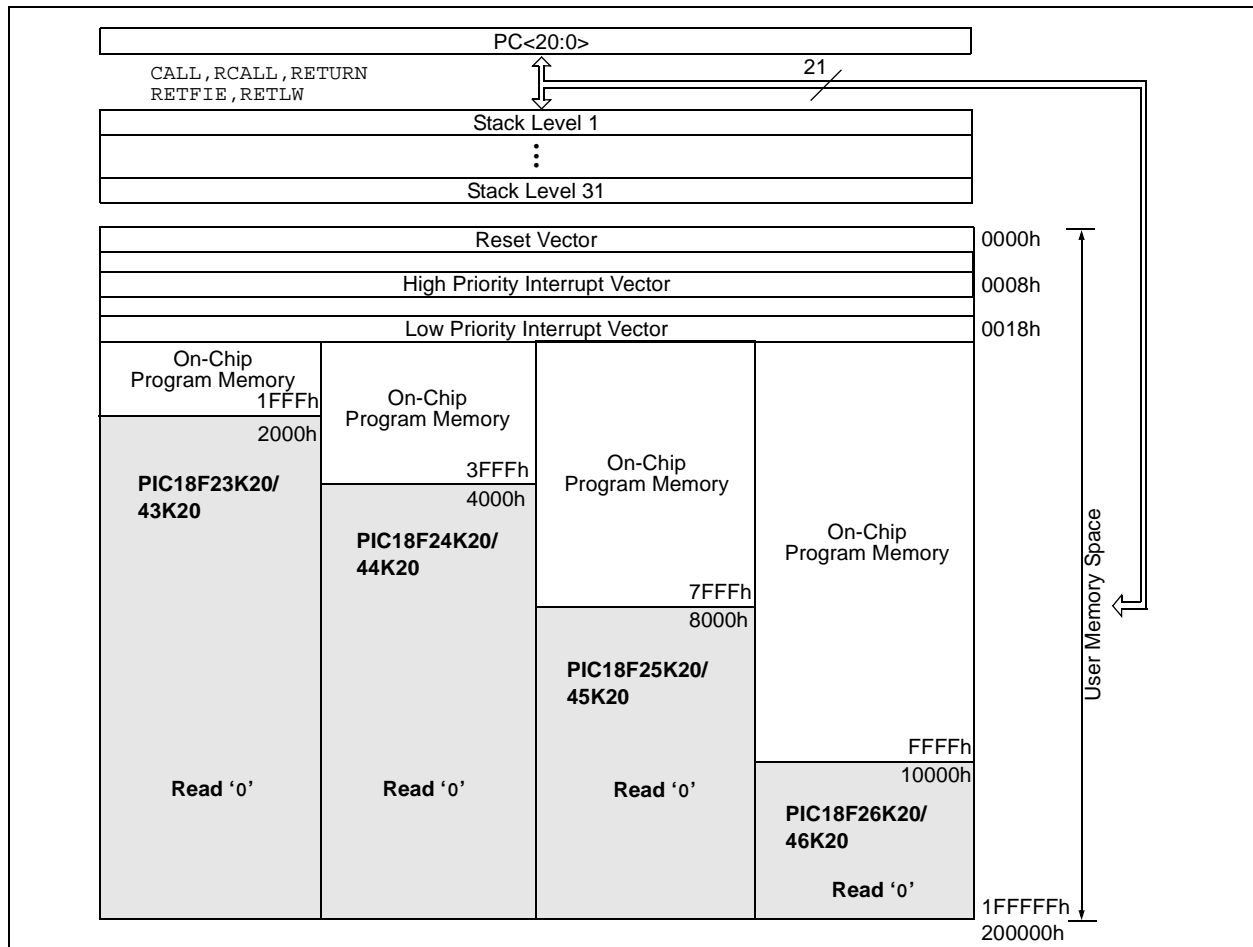 PC<20:0>
CALL,RCALL,RETURN
RETFIE,RETLW
21
Stack Level 1
Stack Level 31
Reset Vector
0000h
High Priority Interrupt Vector
0008h
Low Priority Interrupt Vector
0018h
On-Chip
Program Memory
1FFFh
2000h
PIC18F23K20/
43K20
Read ‘0’
On-Chip
Program Memory
3FFFh
4000h
PIC18F24K20/
44K20
Read ‘0’
On-Chip
Program Memory
7FFFh
8000h
PIC18F25K20/
45K20
Read ‘0’
On-Chip
Program Memory
FFFFh
10000h
PIC18F26K20/
46K20
Read ‘0’
1FFFFFh
200000h
User Memory Space